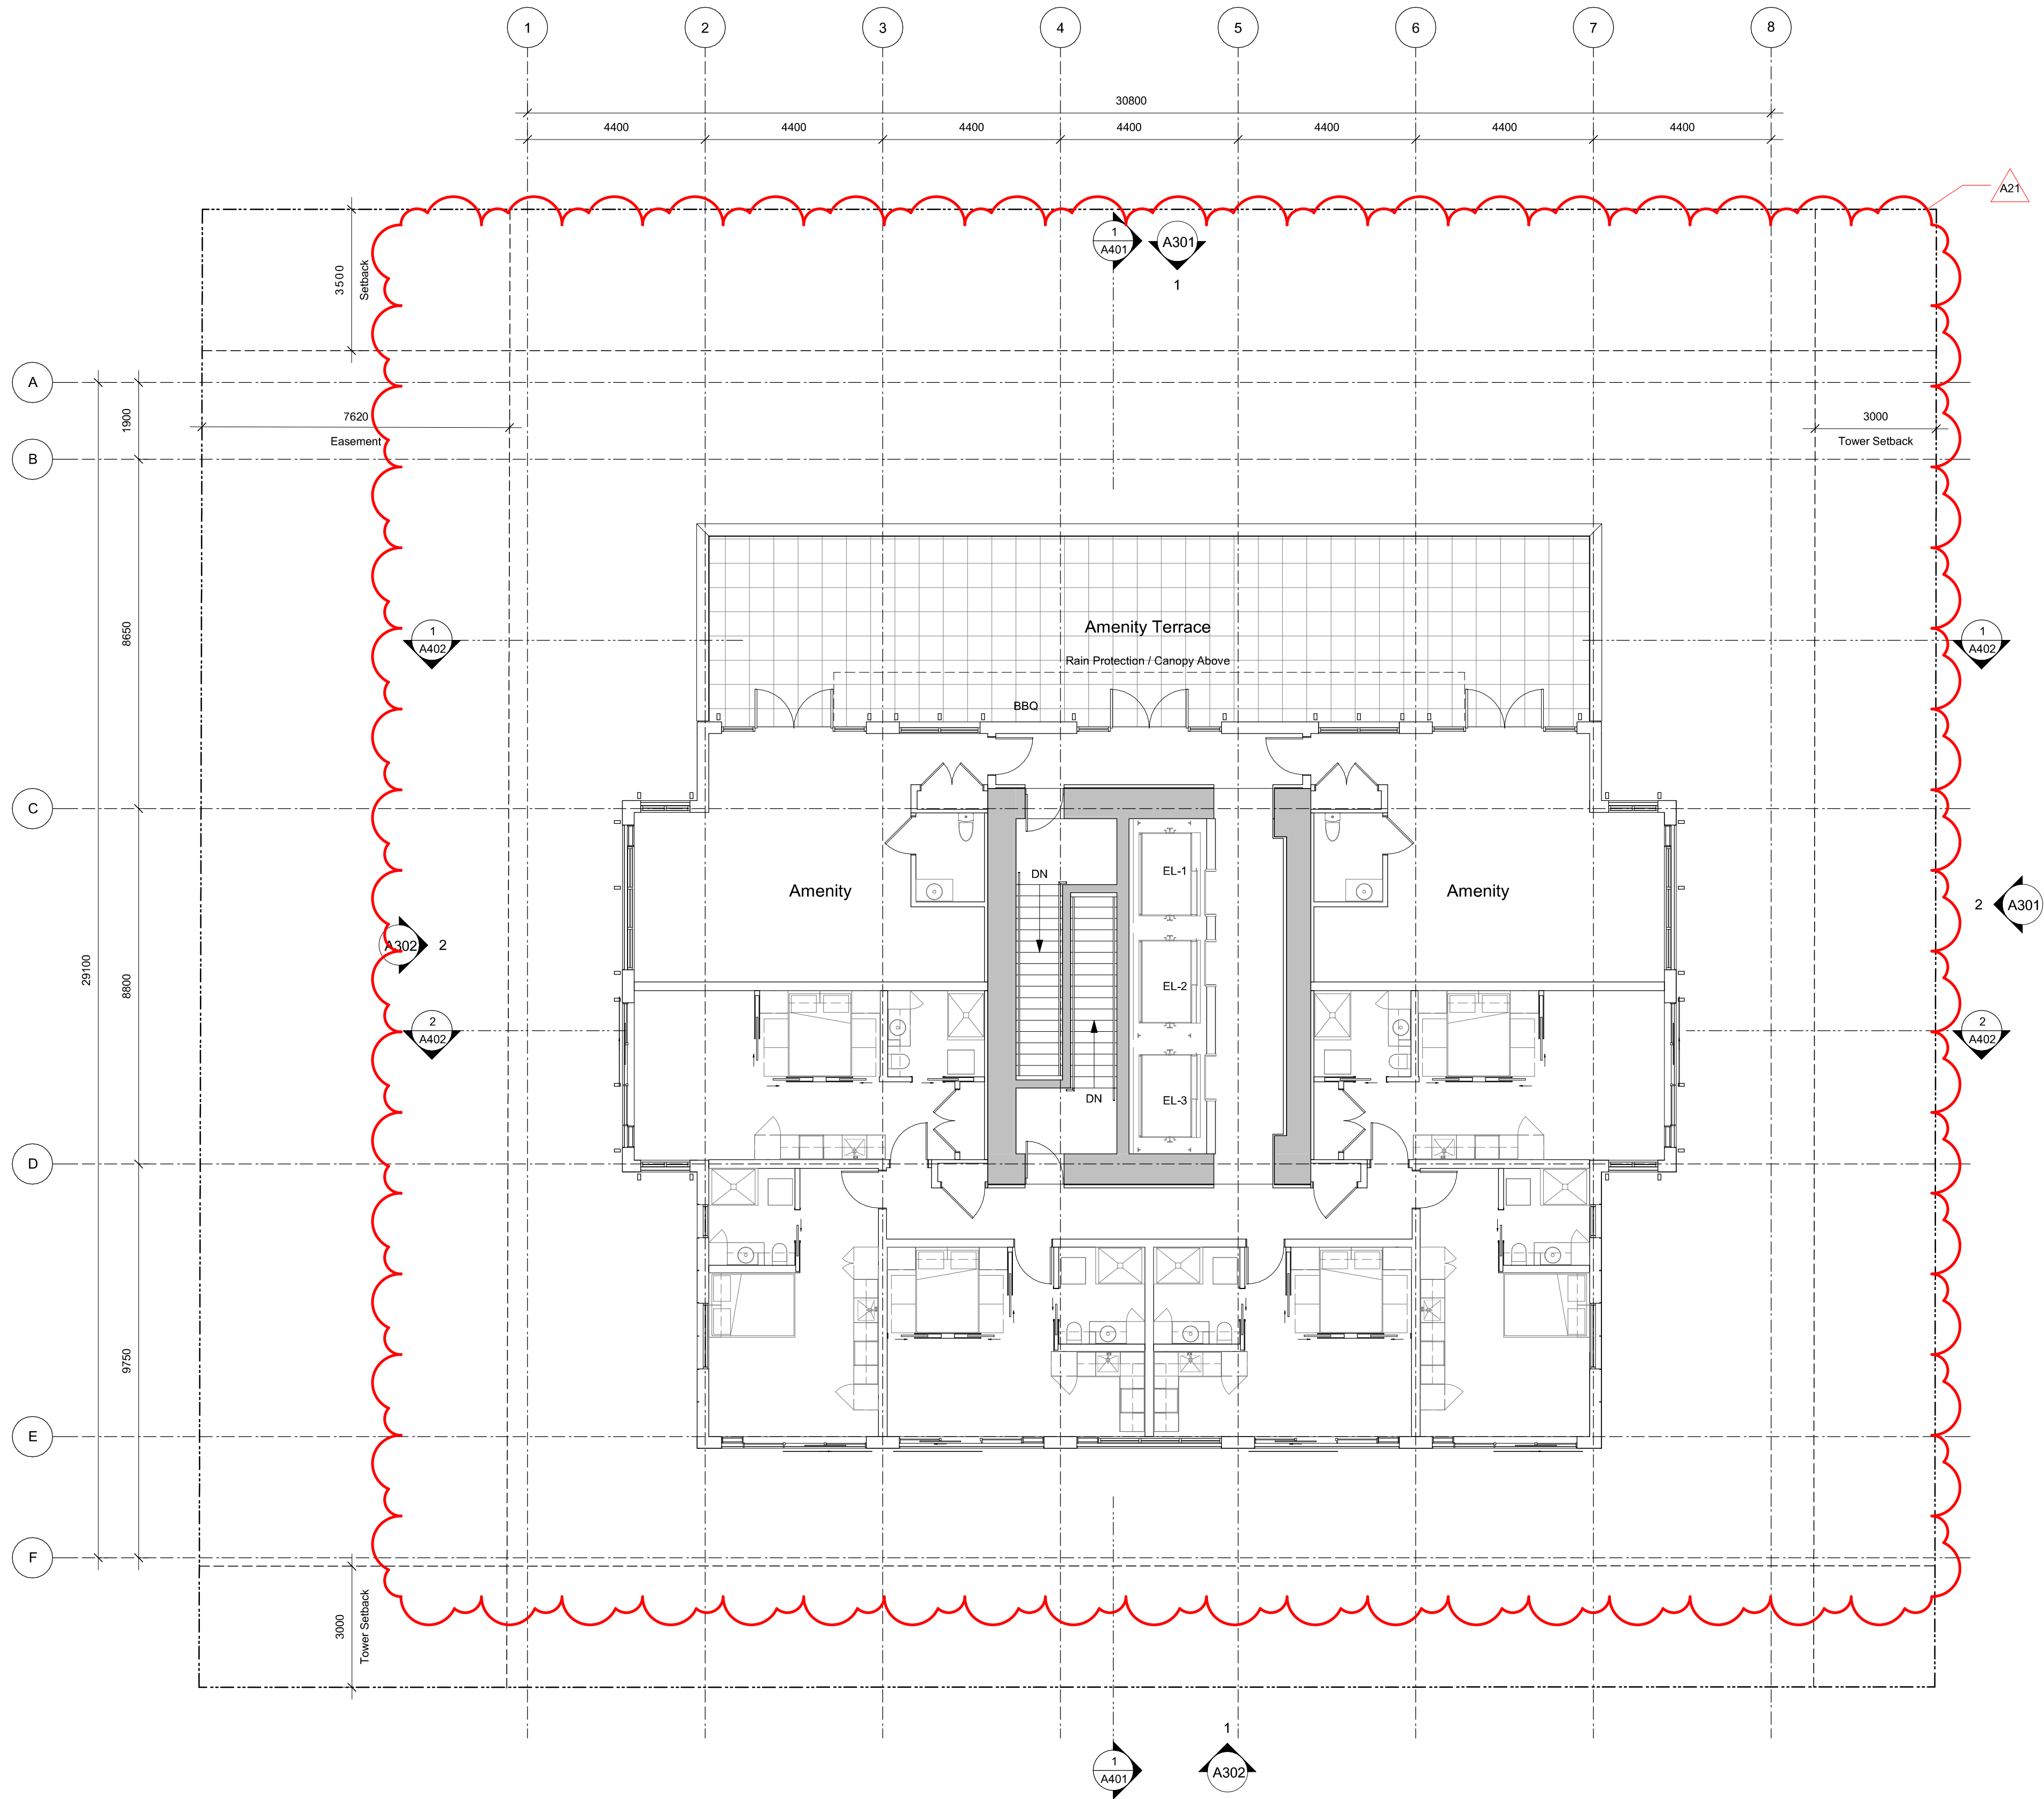 1 2 3 4 5 6 7 8
30800
4400 4400 4400 4400 4400 4400 4400
A21
1
A401
A301
1
3500
Setback
A
1900
7620
Easement
3000
Tower Setback
B
8650
Amenity Terrace
1
A402
1
A402
Rain Protection / Canopy Above
BBQ
C
EL-1
DN
Amenity
Amenity
A302 2
2 A301
29100
8800
EL-2
2
A402
2
A402
DN
EL-3
D
9750
E
F
3000
Tower Setback
1
1
A401
A302